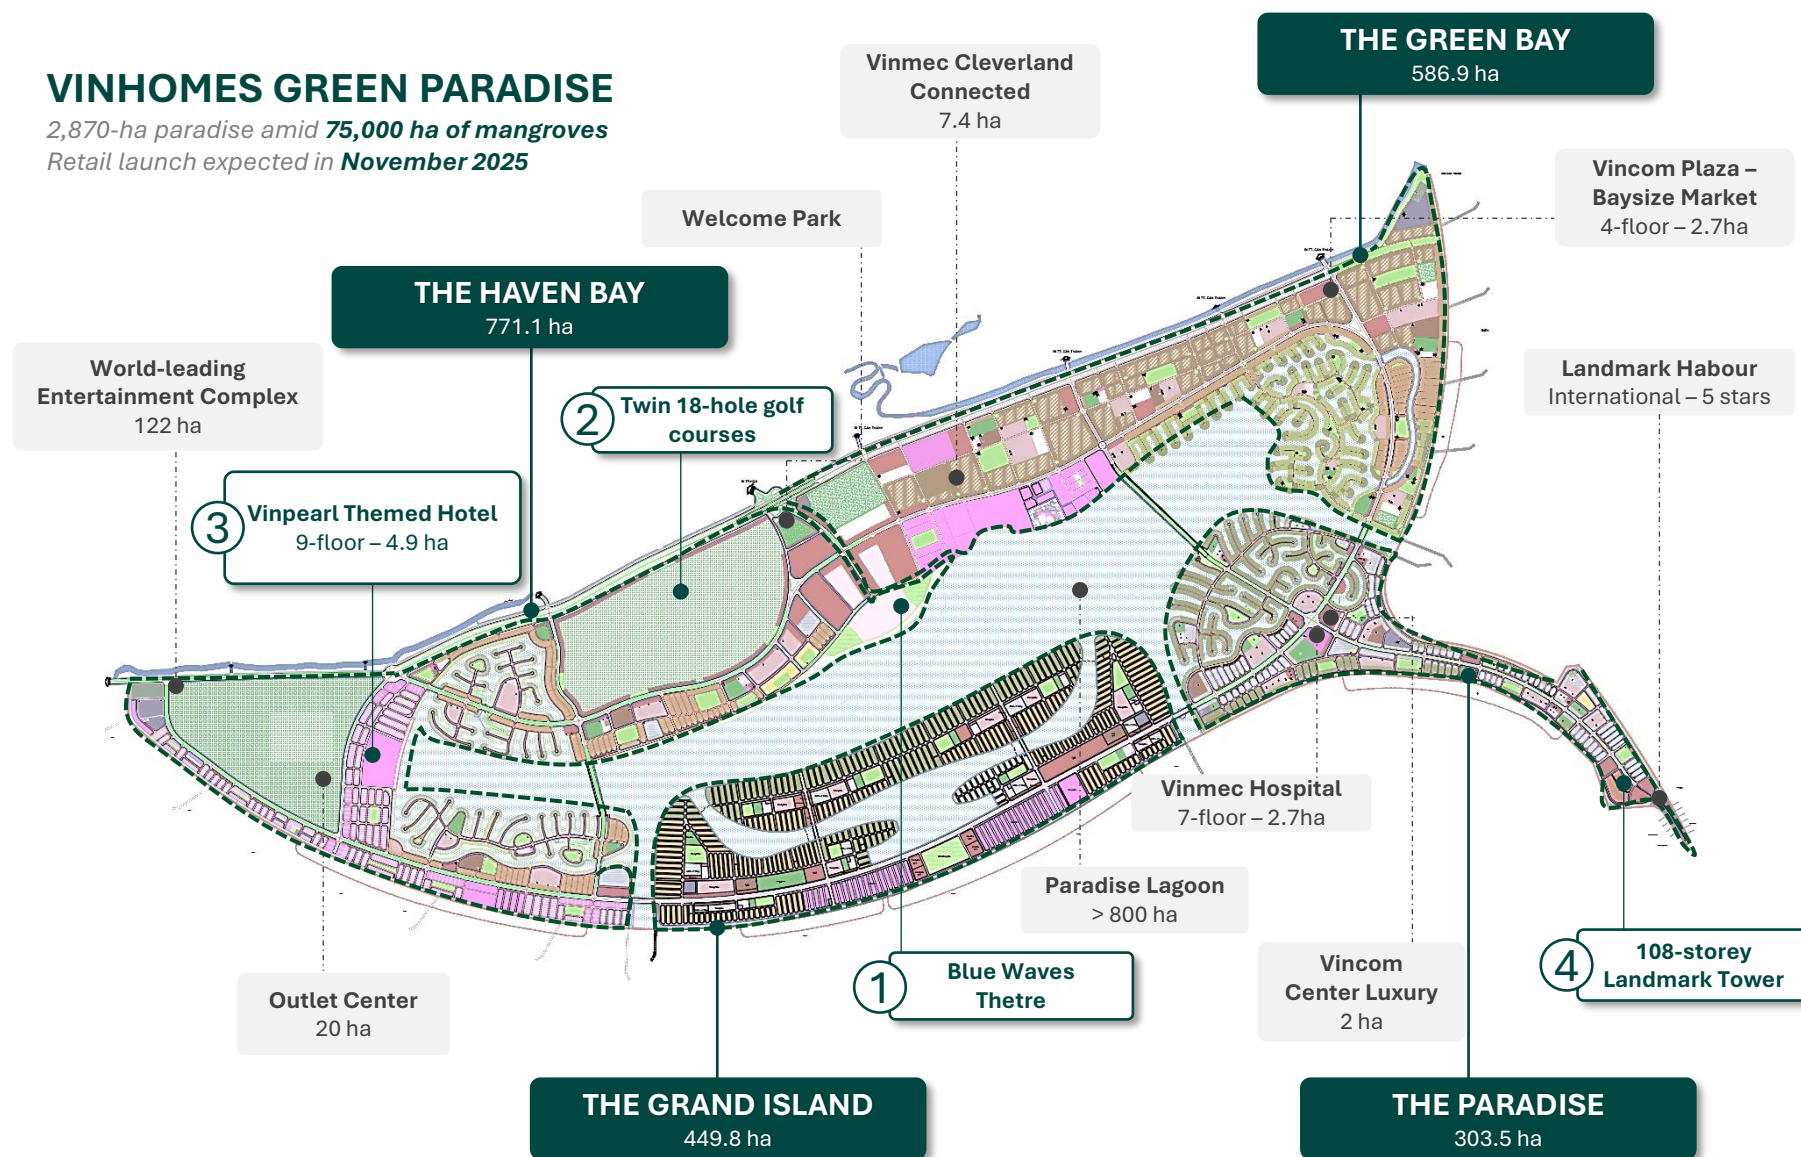 VINHOMES GREEN PARADISE
2,870-ha paradise amid 75,000 ha of mangroves
Retail launch expected in November 2025
THE GREEN BAY
586.9 ha
Vinmec Cleverland
Connected
7.4 ha
Vincom Plaza –
Baysize Market
4-floor – 2.7ha
Welcome Park
THE HAVEN BAY
771.1 ha
World-leading
Entertainment Complex
122 ha
Landmark Habour
International – 5 stars
2
Twin 18-hole golf
courses
3
Vinpearl Themed Hotel
9-floor – 4.9 ha
Vinmec Hospital
7-floor – 2.7ha
Paradise Lagoon
> 800 ha
Outlet Center
20 ha
1
Blue Waves
Thetre
Vincom
Center Luxury
2 ha
4
108-storey
Landmark Tower
THE GRAND ISLAND
449.8 ha
THE PARADISE
303.5 ha